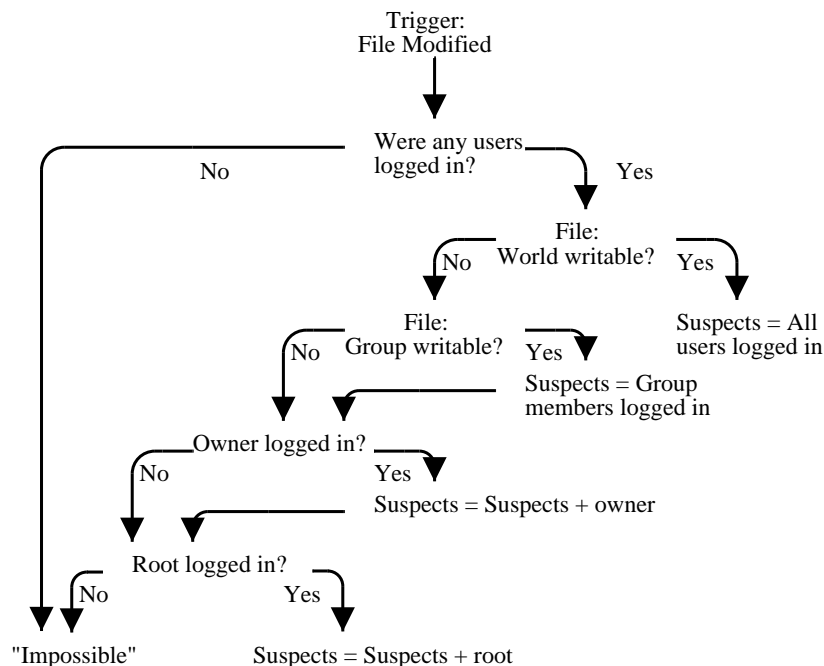 Trigger:
File Modified
Were any users
logged in?
No
Yes
File:
World writable?
No
Yes
File:
Group writable?
Suspects = All
users logged in
No
Yes
Suspects = Group
members logged in
Owner logged in?
No
Yes
Suspects = Suspects + owner
Root logged in?
No
Yes
"Impossible"
Suspects = Suspects + root